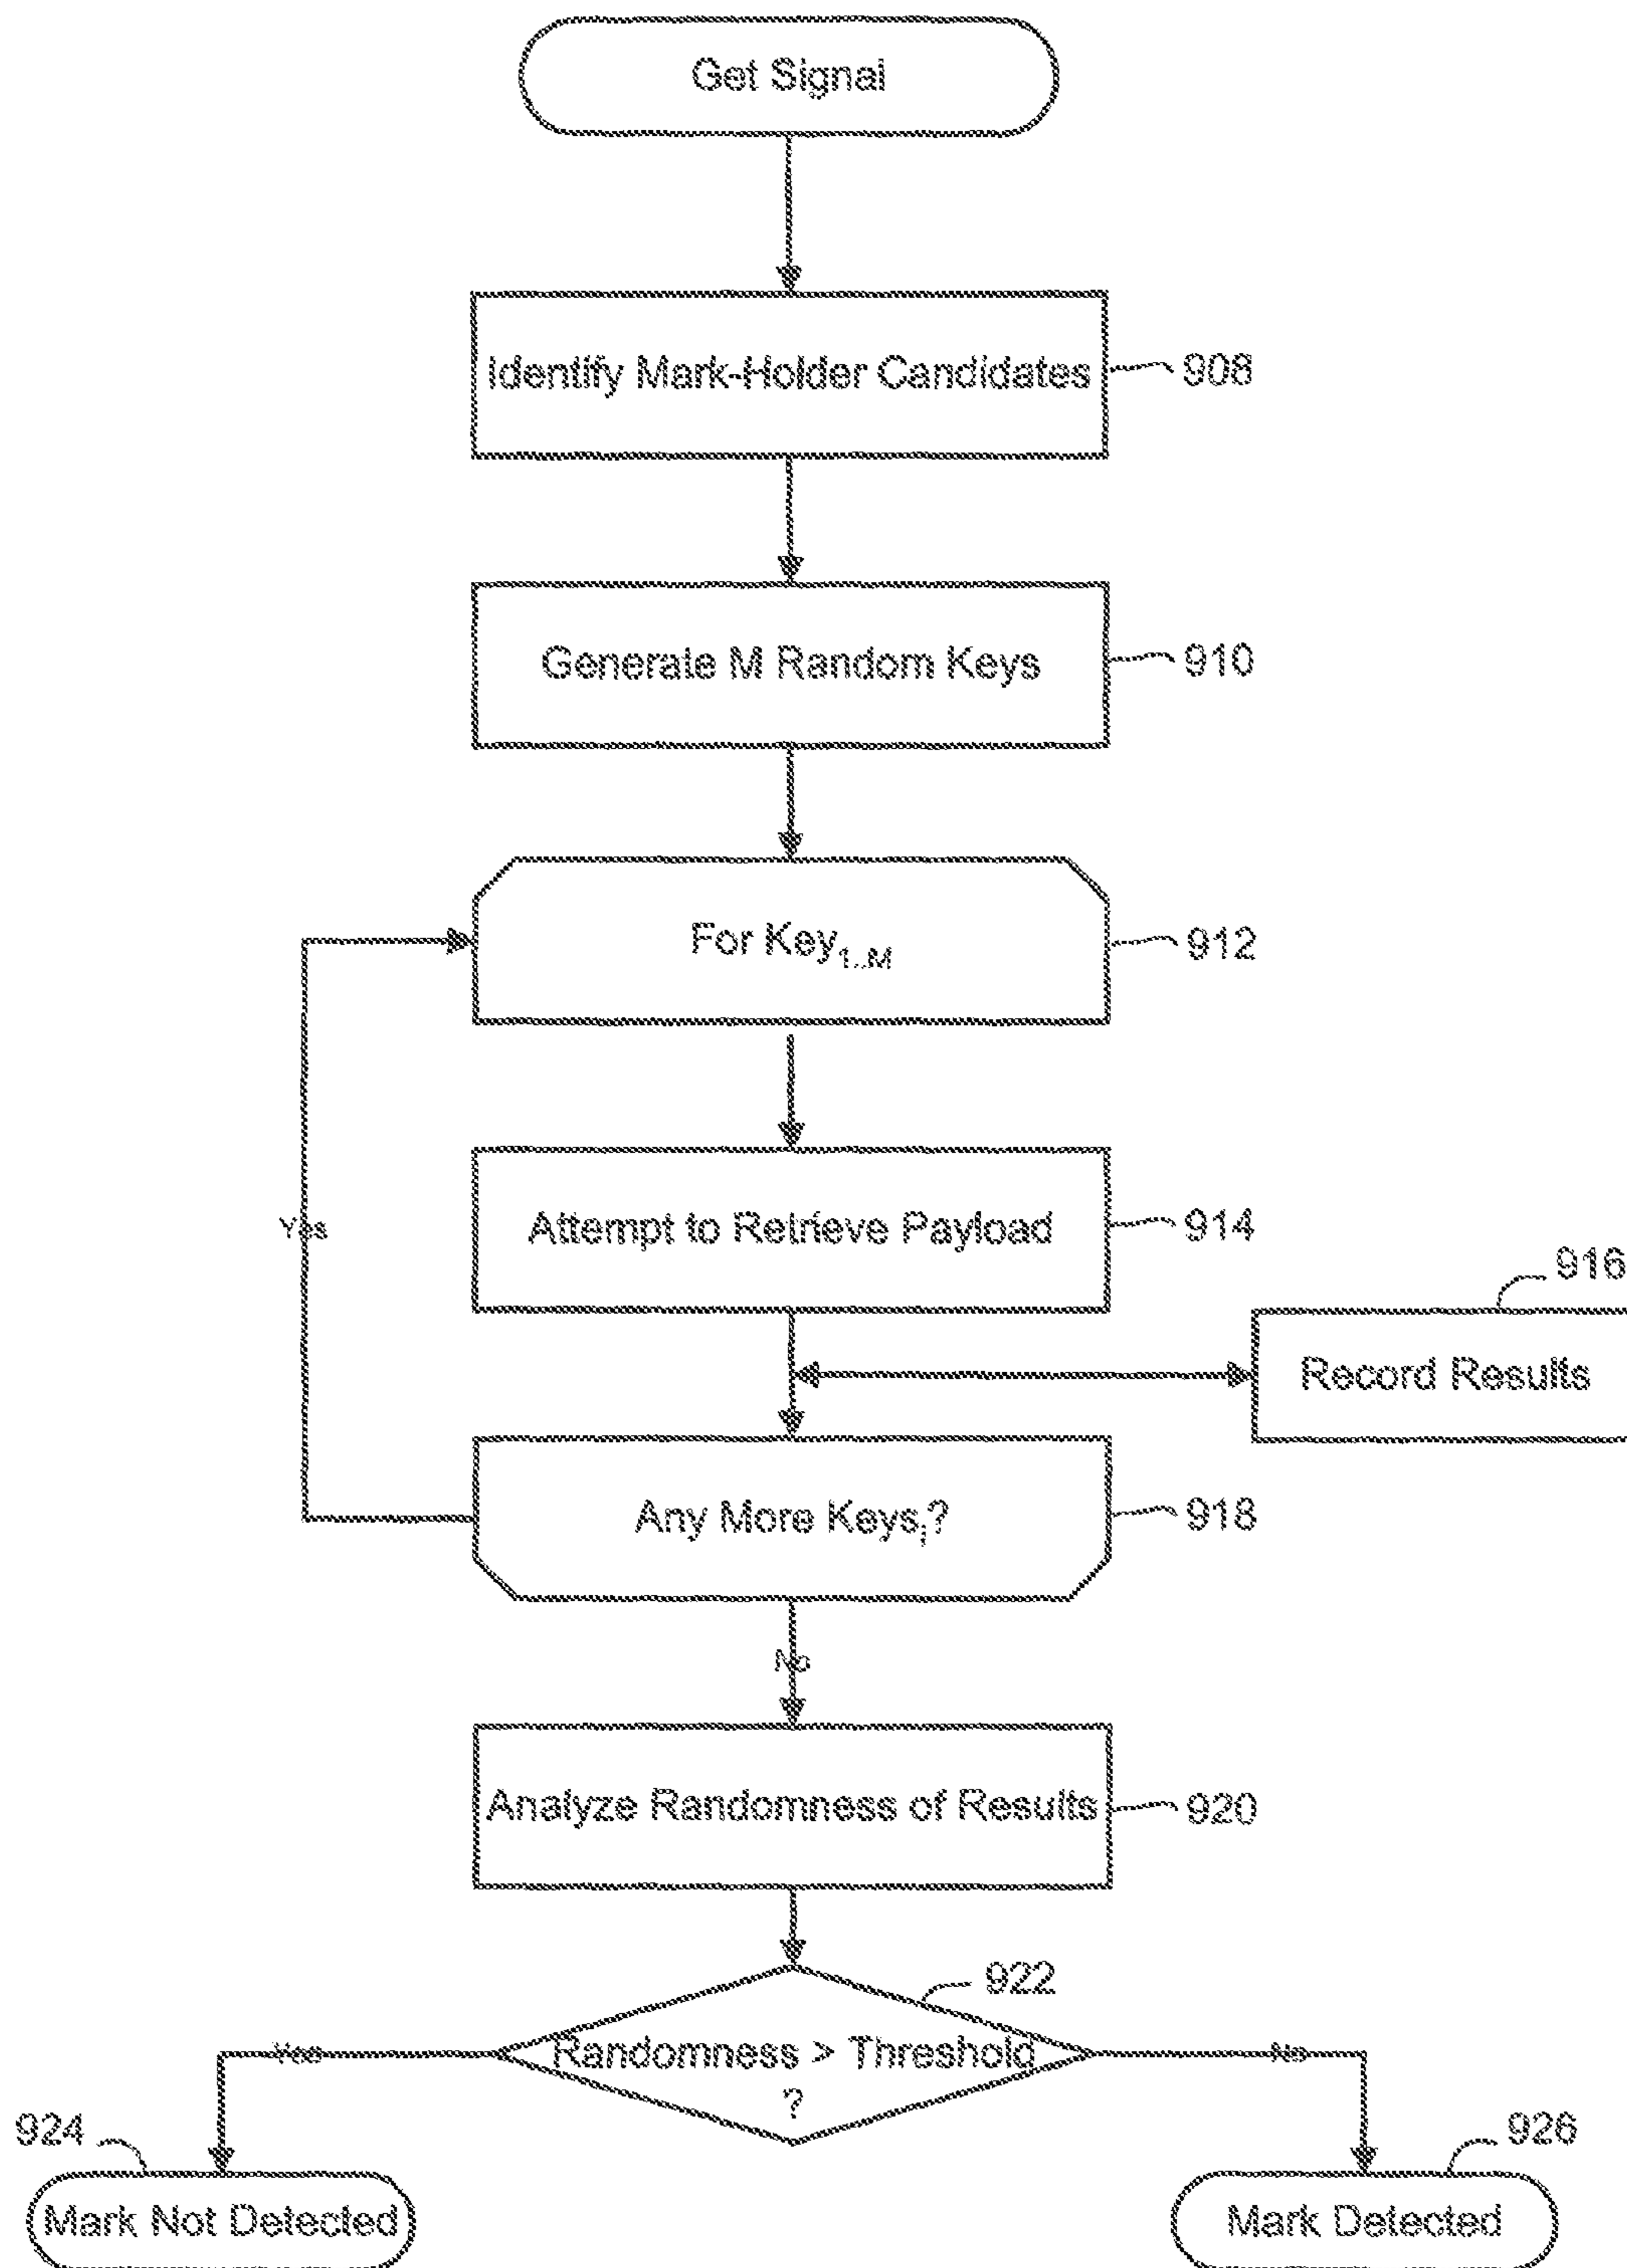 Get Signal
Identify Mark-Holder Candidates
908
Generate M Random Keys
910
For Key1..M
912
Yes
Attempt to Retrieve Payload
914
916
Record Results
Any More Keysi?
918
No
Analyze Randomness of Results
920
922
Yes
Randomness > Threshold
?
No
924
Mark Not Detected
926
Mark Detected